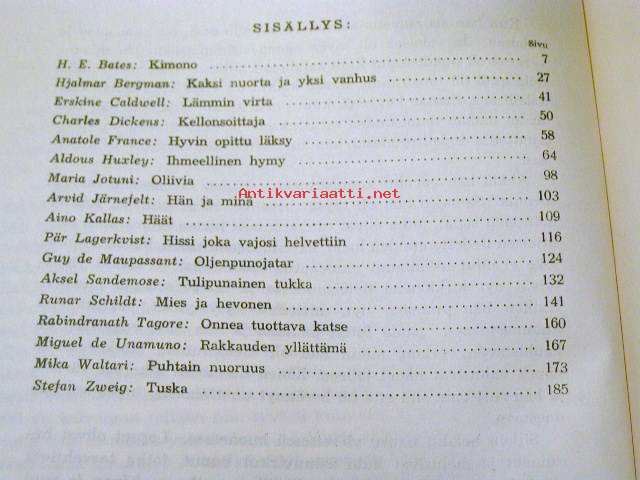 SISÄLLYS:
Sivu
H. E. Bates: Kimono 7
Hjalmar Bergman: Kaksi nuorta ja yksi vanhus 27
Erskine Caldwell: Lämmin virta 41
Charles Dickens: Kellonsoittaja 50
Anatole France: Hyvin opittu läksy 58
Aldous Huxley: Ihmeellinen hymy 64
Maria Jotuni: Oliivia 98
Antikvariaatti.net
Arvid Järnefelt: Hän ja minä 103
Aino Kallas: Häät 109
Pär Lagerkvist: Hissi joka vajosi helvettiin 116
Guy de Maupassant: Oljenpunojatar 124
Aksel Sandemose: Tulipunainen tukka 132
Runar Schildt: Mies ja hevonen 141
Rabindranath Tagore: Onnea tuottava katse 160
Miguel de Unamuno: Rakkauden yllättämä 167
Mika Waltari: Puhtain nuoruus 173
Stefan Zweig: Tuska 185